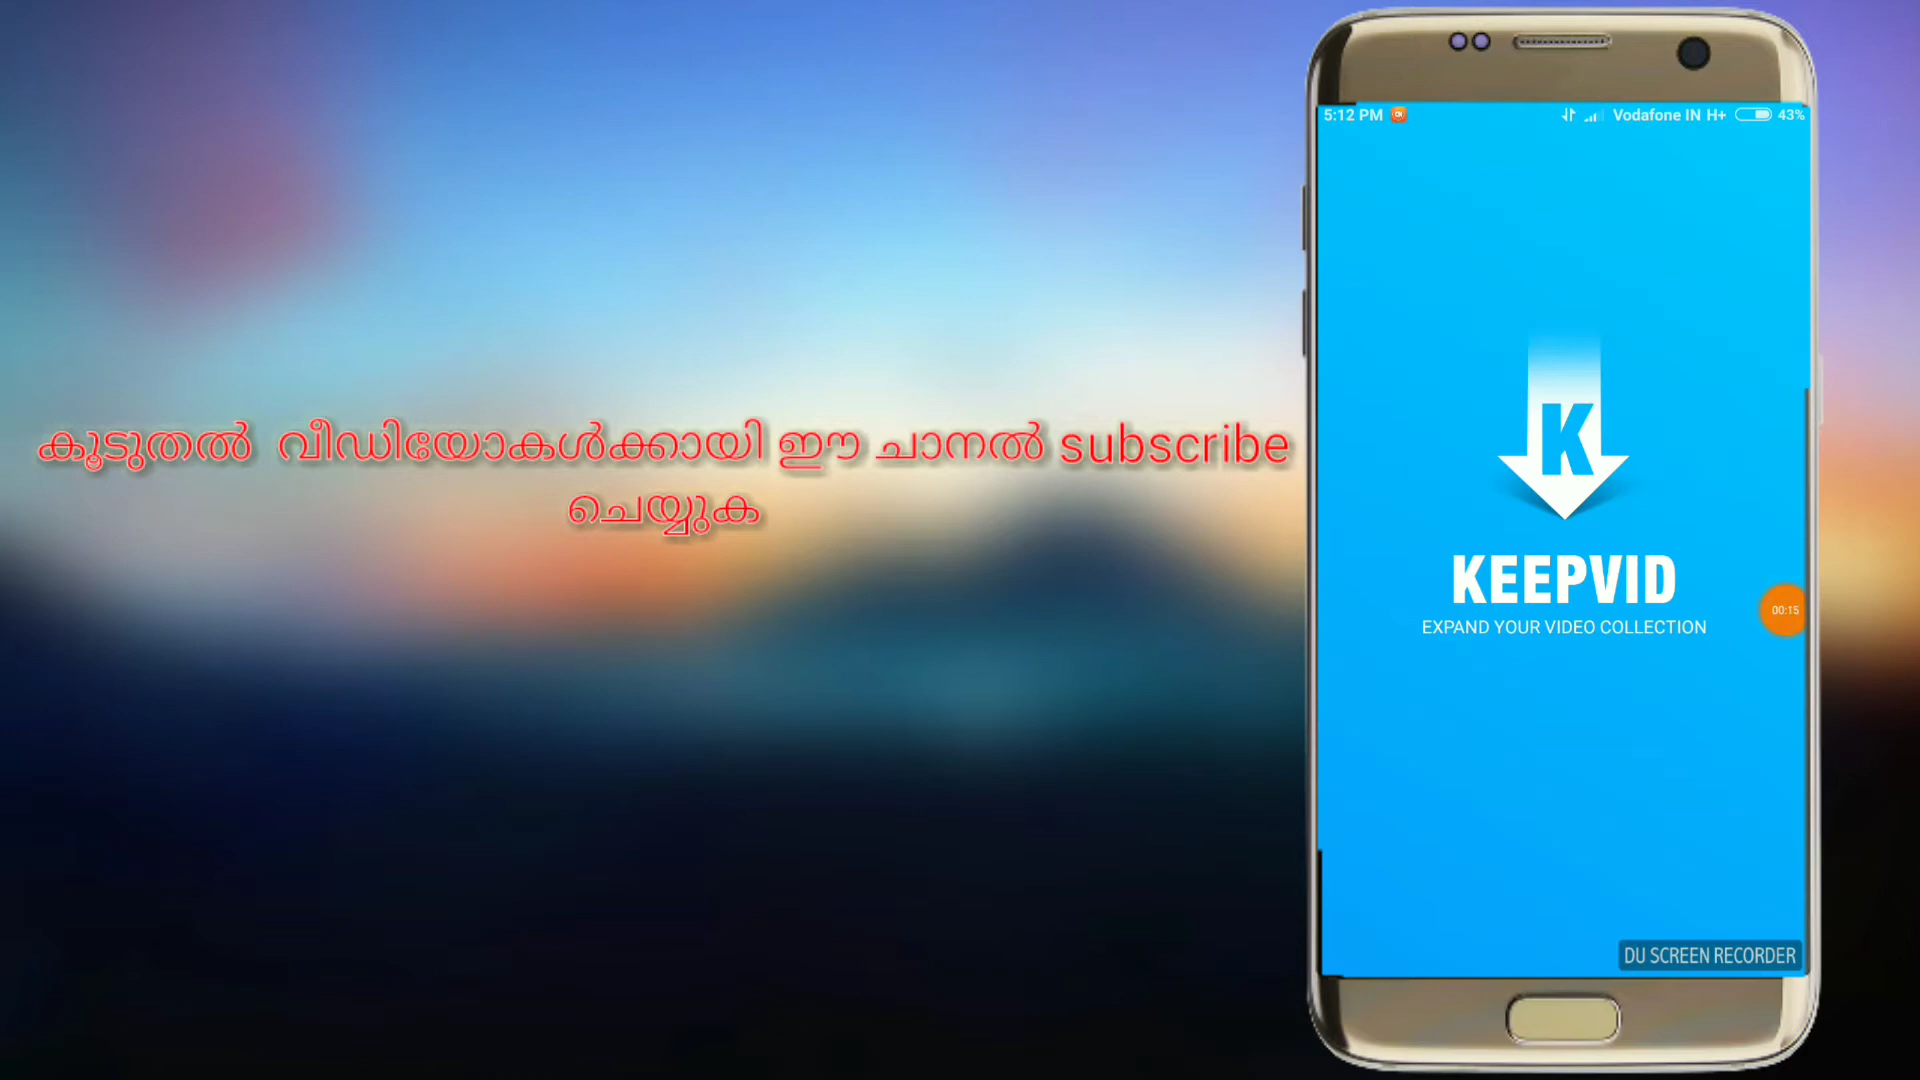 കൂടുതൽ വീഡിയോകൾക്കായി ഈ ചാനൽ subscribe
ചെയ്യുക
5:12 PM Vodafone IN H+ 43%
K
KEEPVID
EXPAND YOUR VIDEO COLLECTION
00:15
DU SCREEN RECORDER